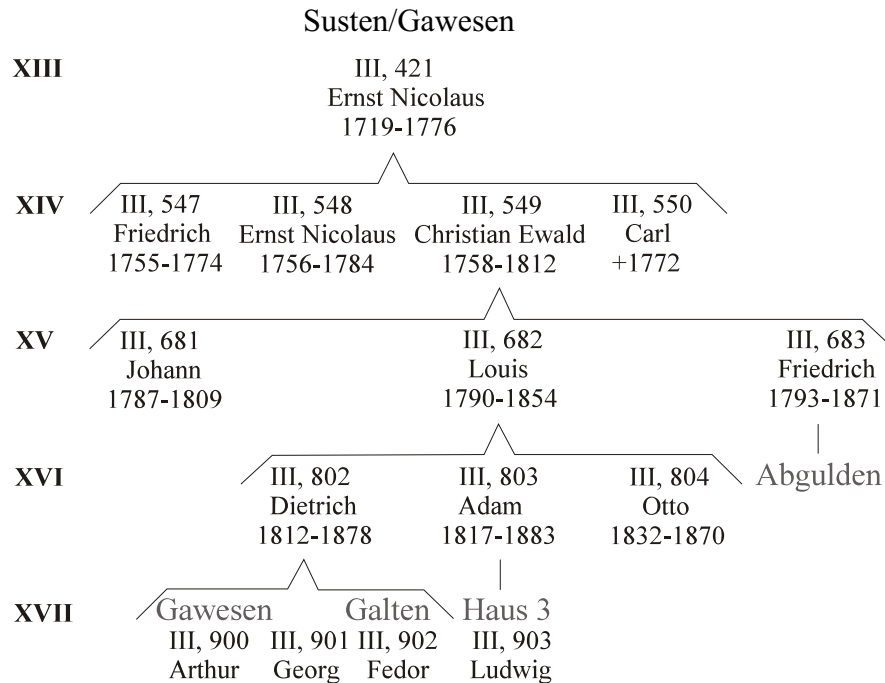 Susten/Gawesen
XIII III, 421
Ernst Nicolaus
1719-1776
XIV III, 547 III, 548 III, 549 III, 550
Friedrich Ernst Nicolaus Christian Ewald Carl
1755-1774 1756-1784 1758-1812 +1772
XV III, 681 III, 682 III, 683
Johann Louis Friedrich
1787-1809 1790-1854 1793-1871
XVI III, 802 III, 803 III, 804 Abgulden
Dietrich Adam Otto
1812-1878 1817-1883 1832-1870
XVII Gawesen Galten Haus 3
III, 900 III, 901 III, 902 III, 903
Arthur Georg Fedor Ludwig